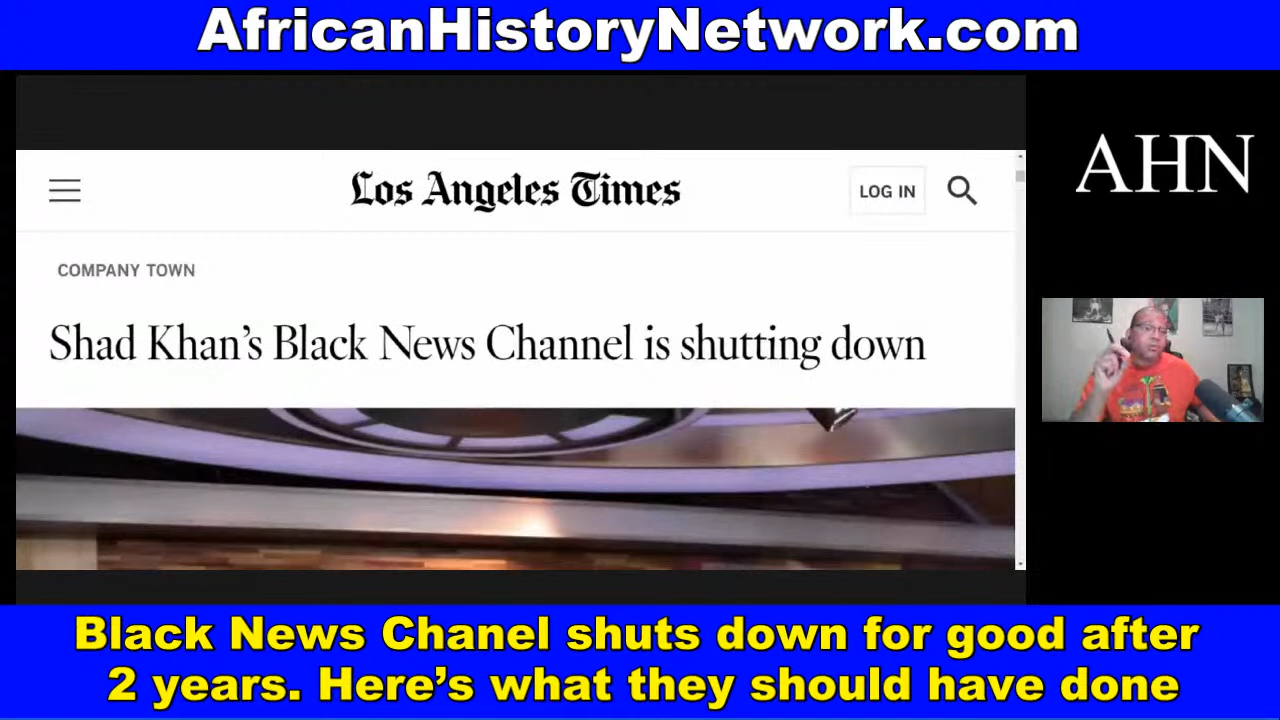 AfricanHistoryNetwork.com
AHN
Los Angeles Times
LOG IN
COMPANY TOWN
Shad Khan's Black News Channel is shutting down
Black News Chanel shuts down for good after
2 years. Here's what they should have done